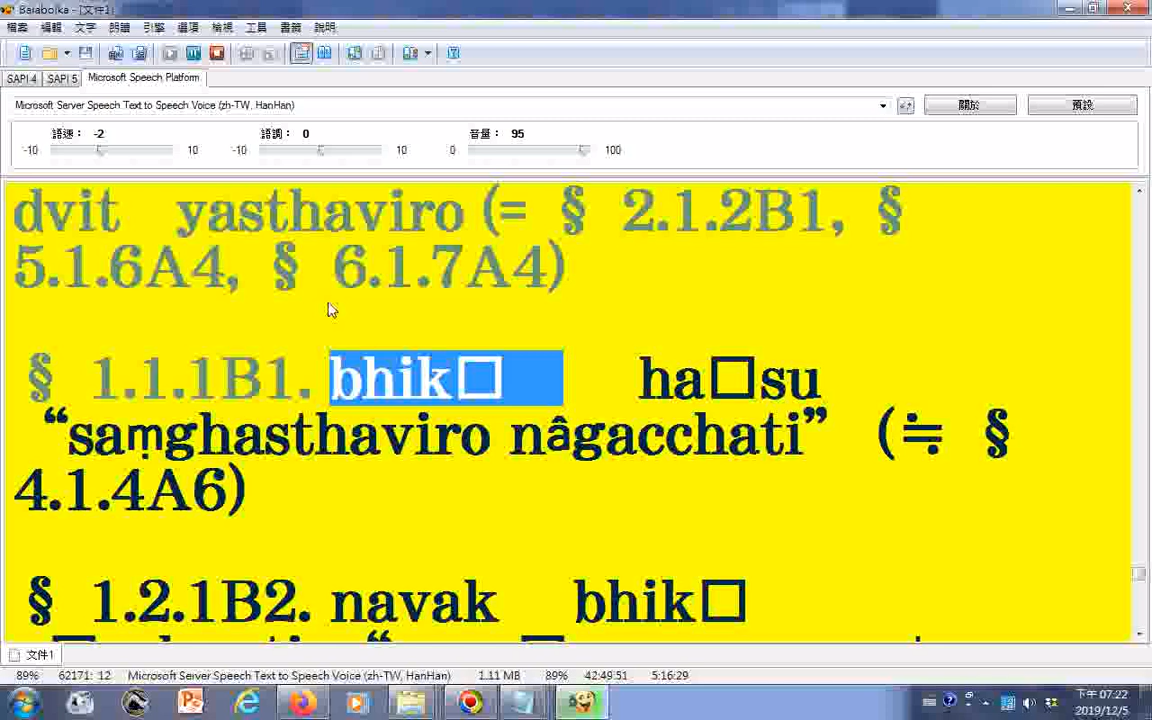 Balabolka - [文件1]
檔案 編輯 文字 朗讀 引擎 選項 檢視 工具 書籤 說明
SAPI 4 SAPI 5 Microsoft Speech Platform
Microsoft Server Speech Text to Speech Voice (zh-TW, HanHan) 關於 預設
語速： -2 語調： 0 音量： 95
-10 10 -10 10 0 100
dvit yasthaviro (= § 2.1.2B1, §
5.1.6A4, § 6.1.7A4)
§ 1.1.1B1. bhik□ ha□su
“saṃghasthaviro nâgacchati” (≒ §
4.1.4A6)
§ 1.2.1B2. navak bhik□
文件1
89% 62171: 12 Microsoft Server Speech Text to Speech Voice (zh-TW, HanHan) 1.11 MB 89% 42:49:51 5:16:29
下午 07:22
2019/12/5